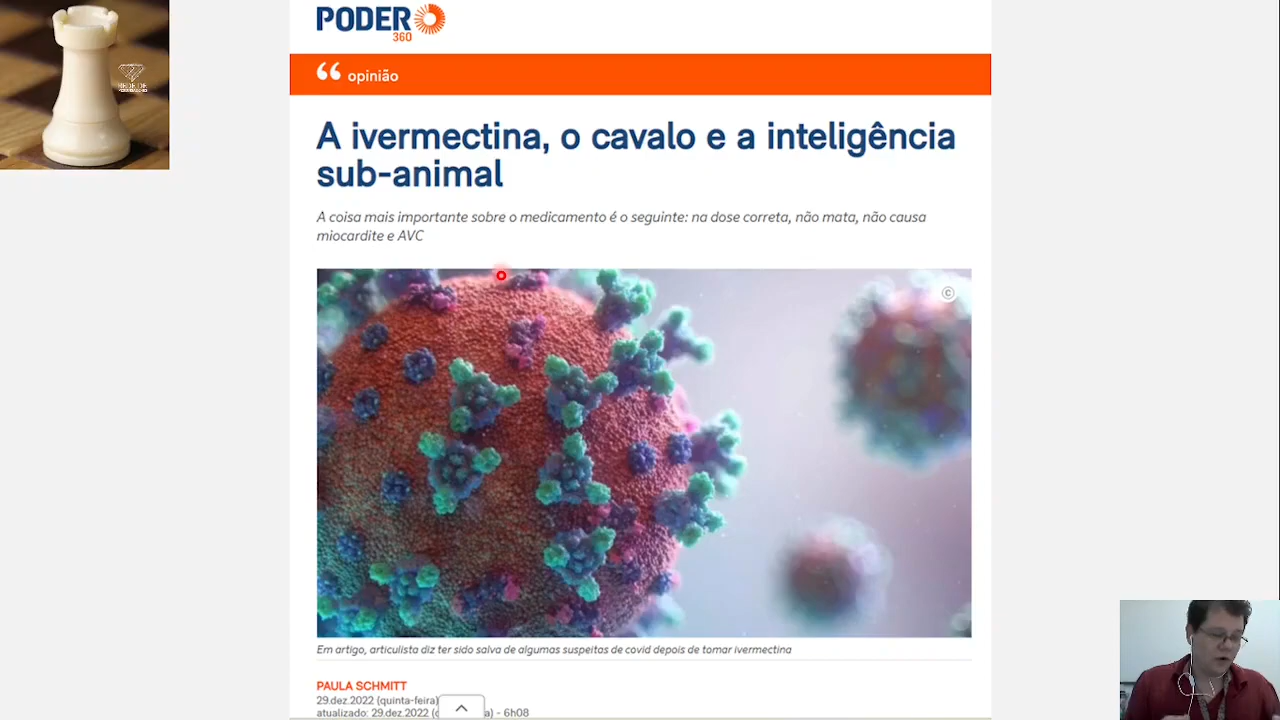 PODER
360
opinião
A ivermectina, o cavalo e a inteligência
sub-animal
A coisa mais importante sobre o medicamento é o seguinte: na dose correta, não mata, não causa
miocardite e AVC
©
Em artigo, articulista diz ter sido salva de algumas suspeitas de covid depois de tomar ivermectina
PAULA SCHMITT
29.dez.2022 (quinta-feira)
atualizado: 29.dez.2022 - 6h08